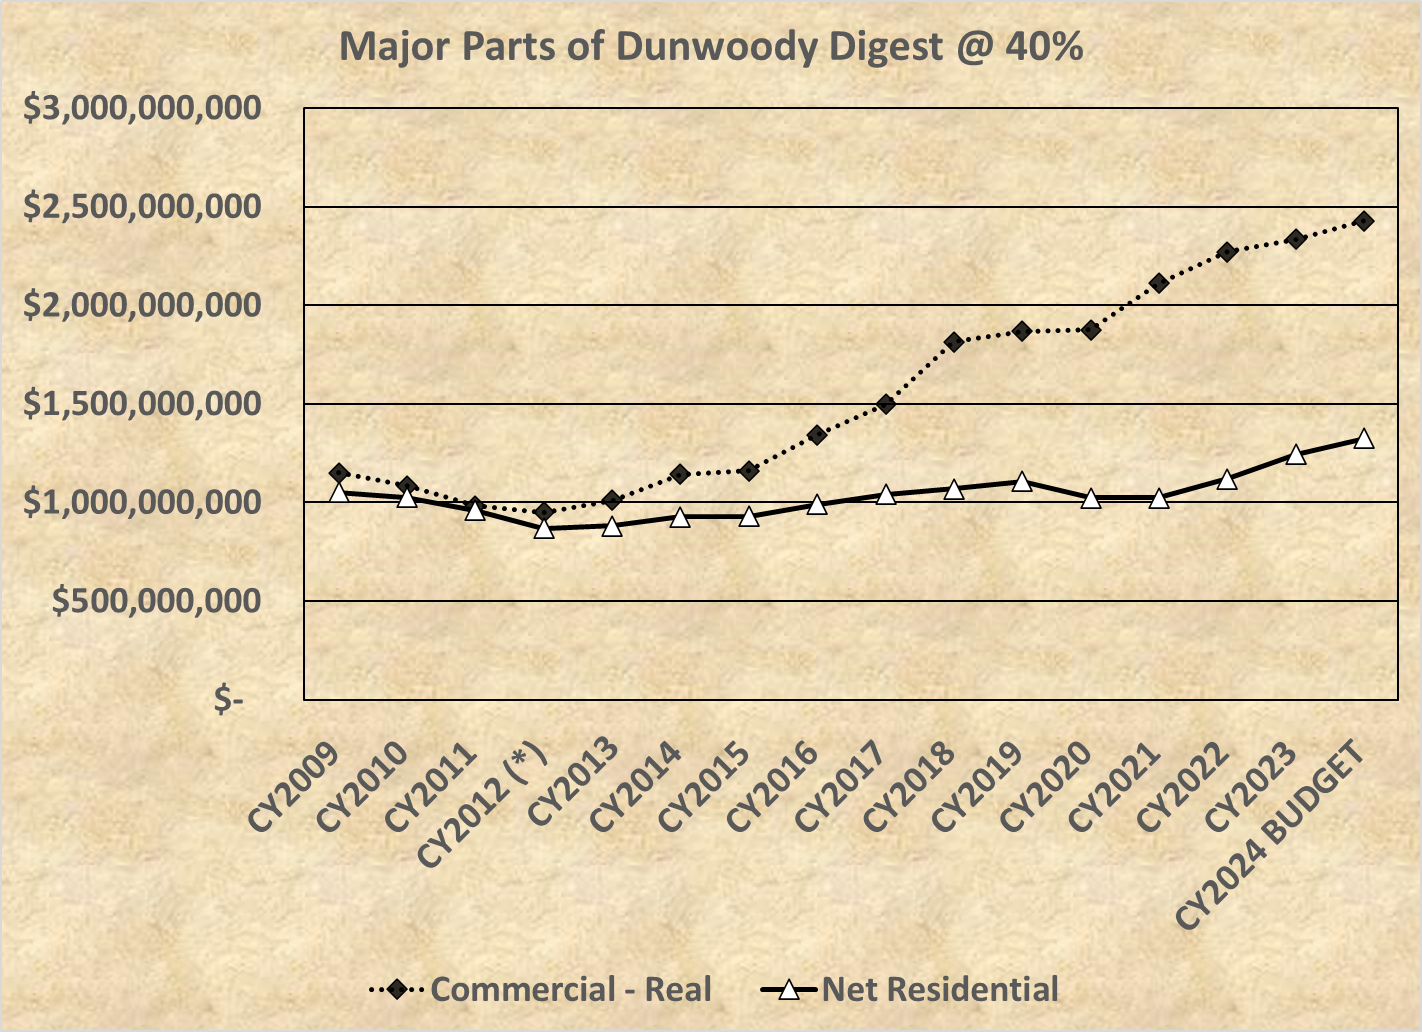 Major Parts of Dunwoody Digest @ 40%
$3,000,000,000
$2,500,000,000
$2,000,000,000
$1,500,000,000
$1,000,000,000
$500,000,000
$-
CY2009
CY2010
CY2011
CY2012 (*)
CY2013
CY2014
CY2015
CY2016
CY2017
CY2018
CY2019
CY2020
CY2021
CY2022
CY2023
CY2024 BUDGET
Commercial - Real
Net Residential